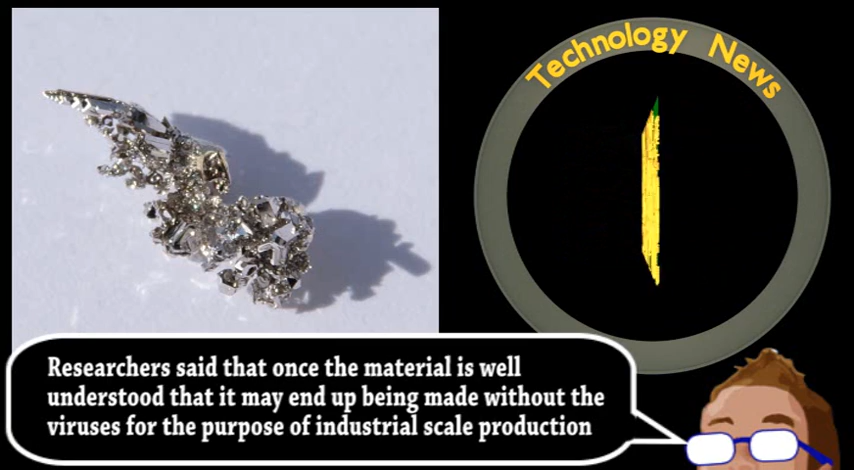 Technology News
Researchers said that once the material is well
understood that it may end up being made without the
viruses for the purpose of industrial scale production